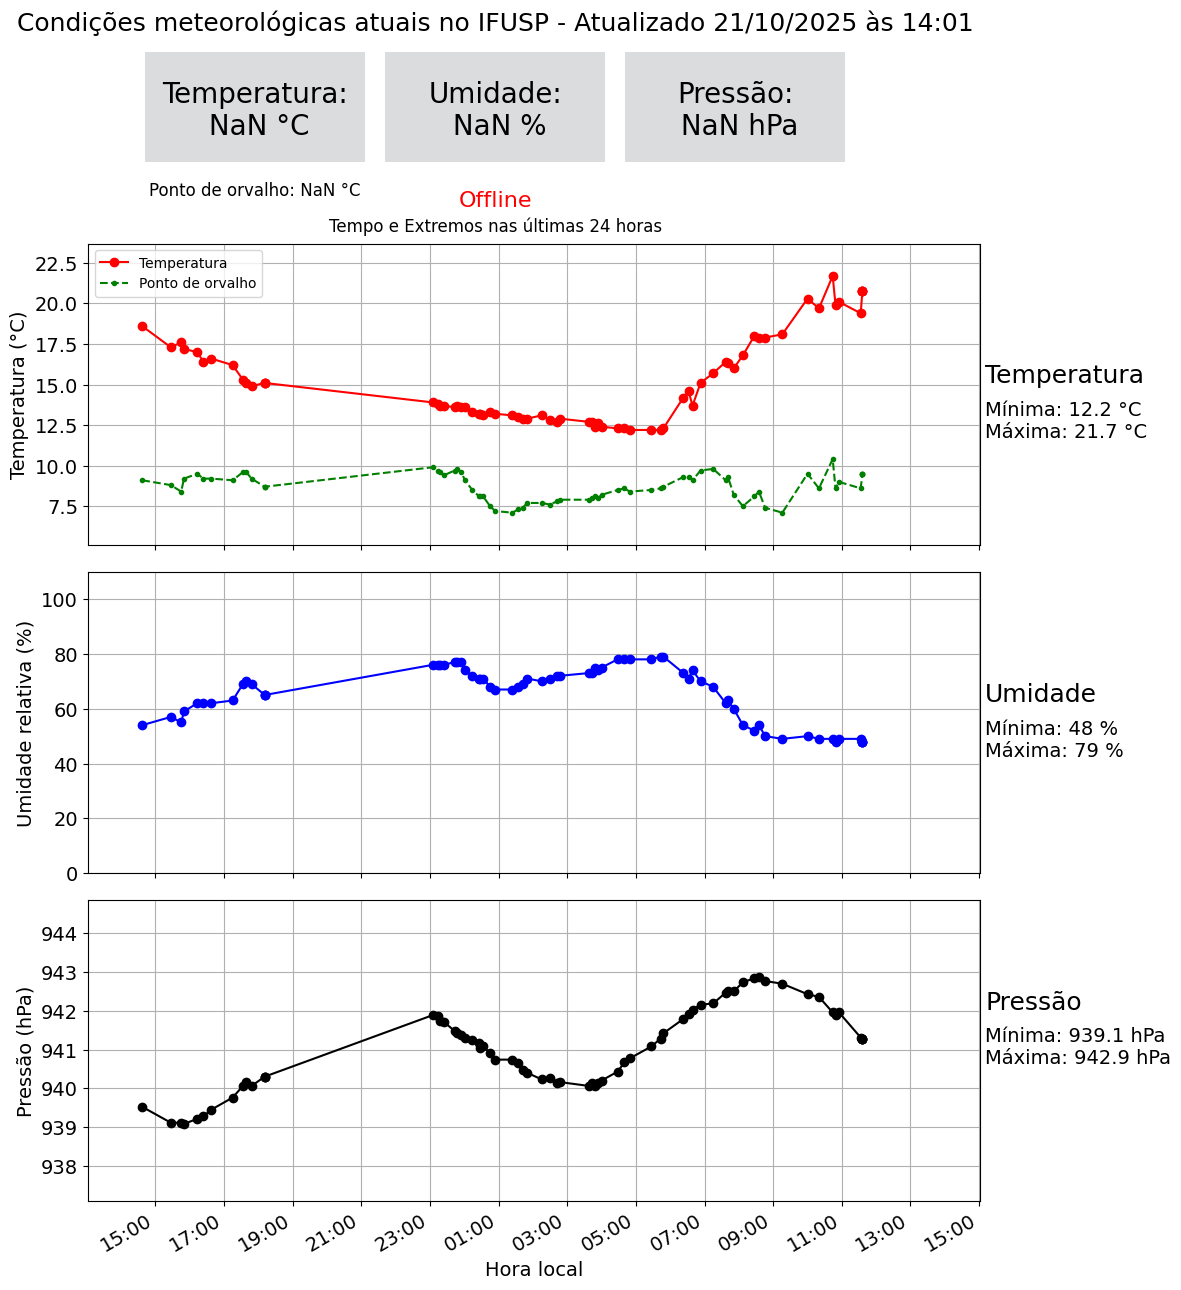 Condições meteorológicas atuais no IFUSP - Atualizado 21/10/2025 às 14:01
Temperatura:
NaN °C
Umidade:
NaN %
Pressão:
NaN hPa
Ponto de orvalho: NaN °C
Offline
Tempo e Extremos nas últimas 24 horas
Temperatura
Ponto de orvalho
Temperatura (°C)
22.5
20.0
17.5
15.0
12.5
10.0
7.5
Temperatura
Mínima: 12.2 °C
Máxima: 21.7 °C
Umidade relativa (%)
100
80
60
40
20
0
Umidade
Mínima: 48 %
Máxima: 79 %
Pressão (hPa)
944
943
942
941
940
939
938
Pressão
Mínima: 939.1 hPa
Máxima: 942.9 hPa
15:00 17:00 19:00 21:00 23:00 01:00 03:00 05:00 07:00 09:00 11:00 13:00 15:00
Hora local